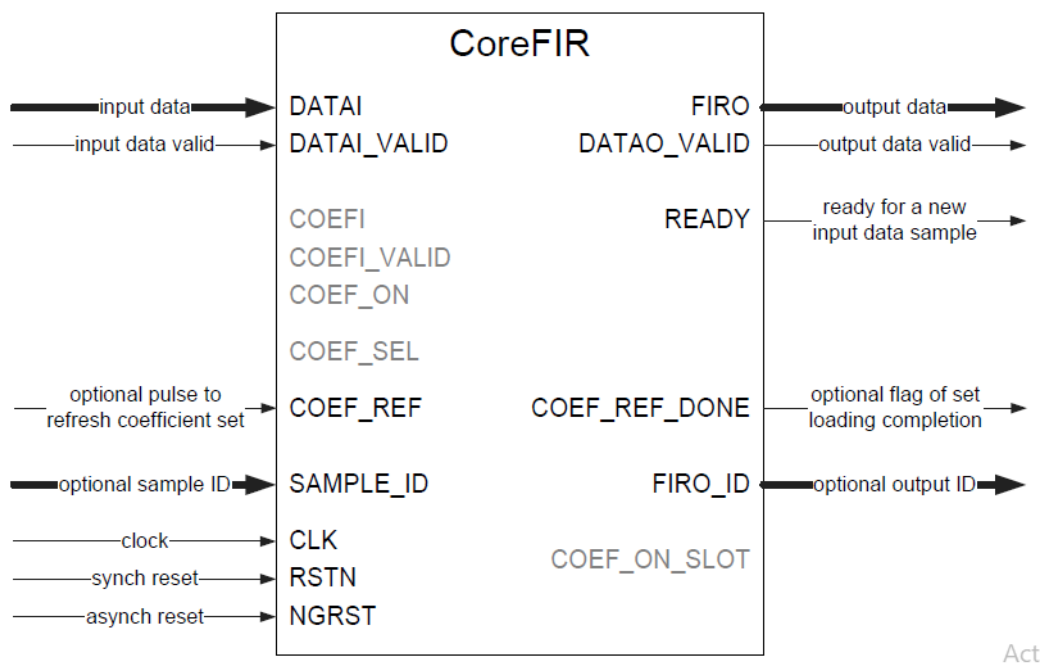 CoreFIR
input data DATAI FIRO output data
input data valid DATAI_VALID DATAO_VALID output data valid
COEFI READY ready for a new
input data sample
COEFI_VALID
COEF_ON
COEF_SEL
optional pulse to
refresh coefficient set
COEF_REF COEF_REF_DONE optional flag of set
loading completion
optional sample ID SAMPLE_ID FIRO_ID optional output ID
clock CLK
COEF_ON_SLOT
synch reset RSTN
asynch reset NGRST
Act